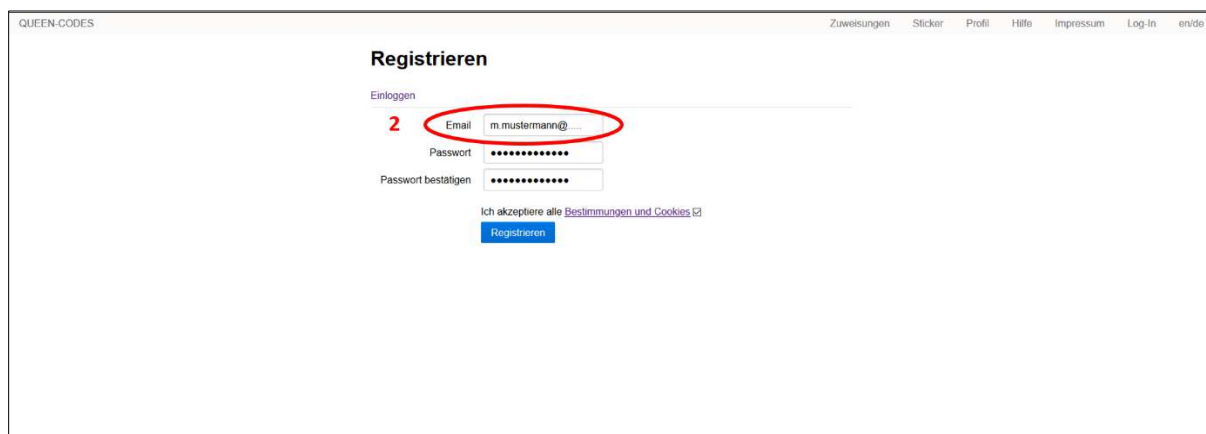 QUEEN-CODES Zuweisungen Sticker Profil Hilfe Impressum Log-In en/de
Registrieren
Einloggen
2 Email m.mustermann@.....
Passwort •••••••••••••
Passwort bestätigen •••••••••••••
Ich akzeptiere alle Bestimmungen und Cookies ☑
Registrieren